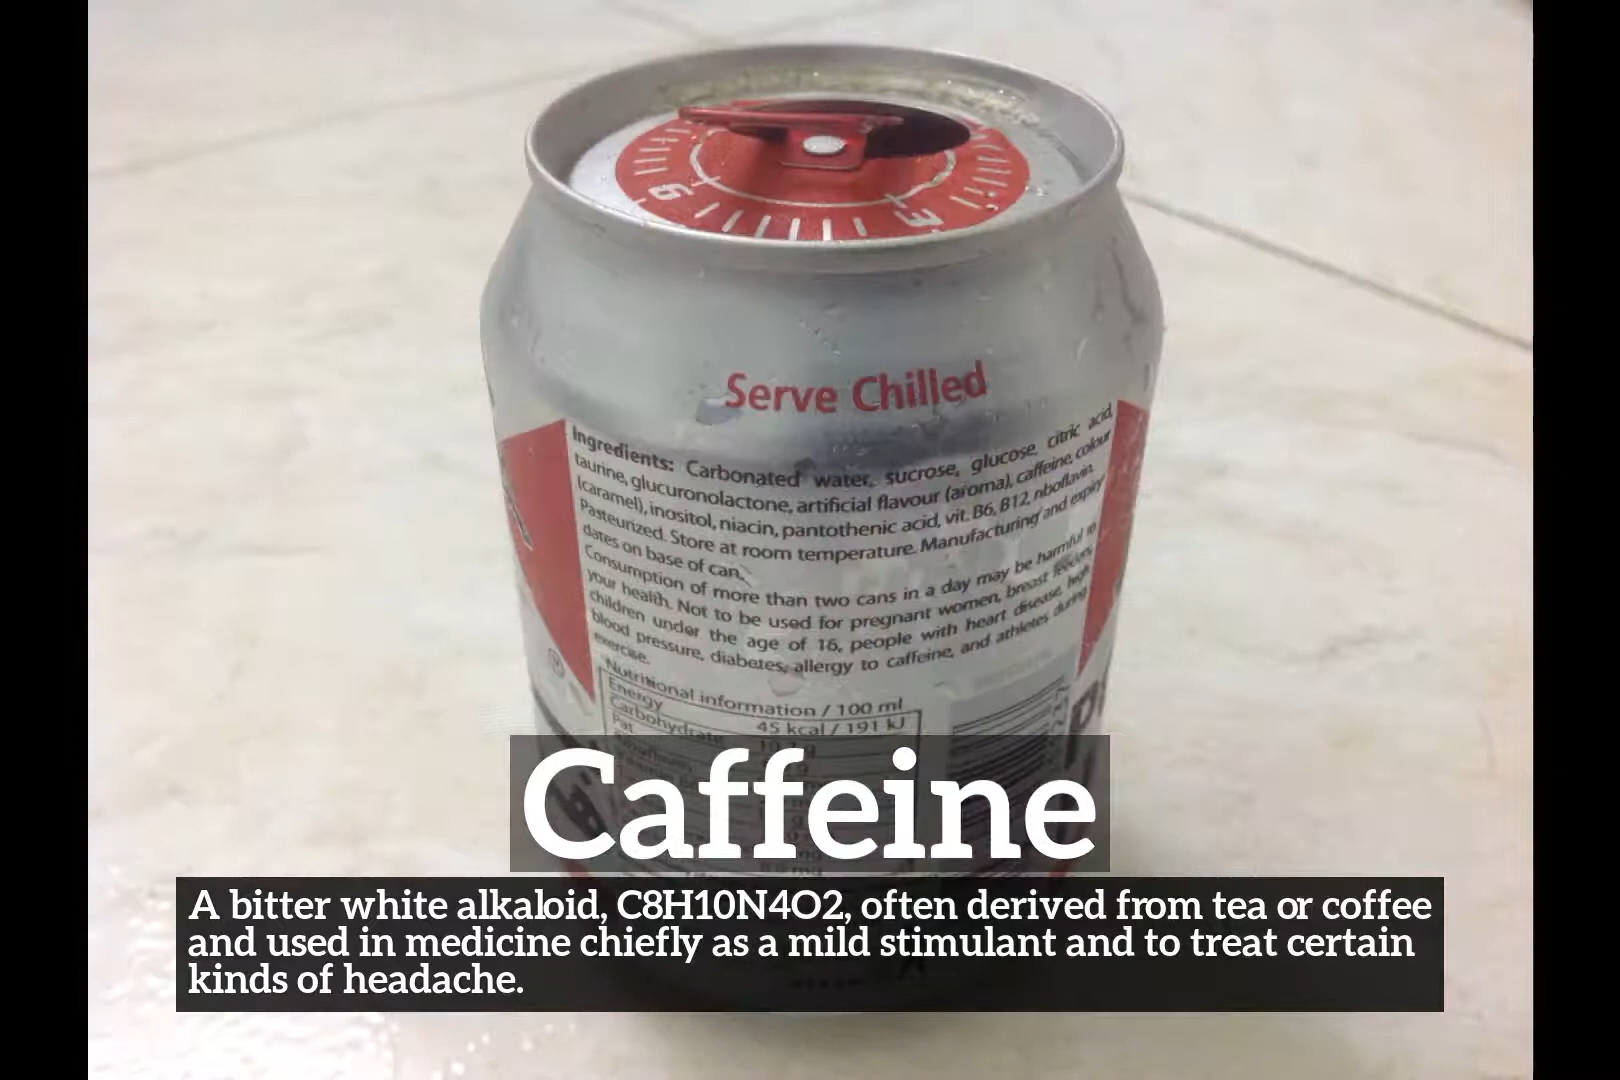 9
3
Serve Chilled
Ingredients: Carbonated water, sucrose, glucose, citric acid,
taurine, glucuronolactone, artificial flavour (aroma), caffeine, colour
(caramel), inositol, niacin, pantothenic acid, vit. B6, B12, riboflavin.
Pasteurized. Store at room temperature. Manufacturing and expiry
dates on base of can.
Consumption of more than two cans in a day may be harmful to
your health. Not to be used for pregnant women, breast feeders,
children under the age of 16, people with heart disease, high
blood pressure, diabetes, allergy to caffeine, and athletes during
exercise.
Nutritional information / 100 ml
Energy 45 kcal / 191 kJ
Carbohydrate
Fat
Caffeine
A bitter white alkaloid, C8H10N4O2, often derived from tea or coffee
and used in medicine chiefly as a mild stimulant and to treat certain
kinds of headache.